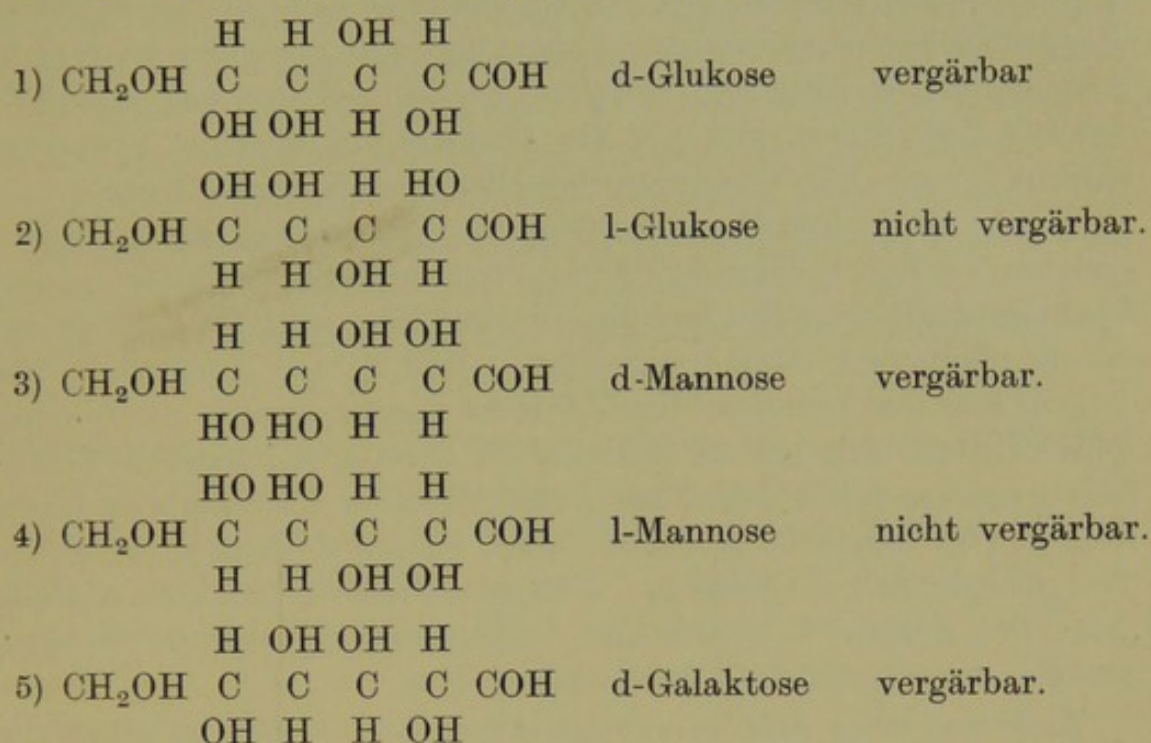 H H OH H
1) CH₂OH C C C C COH d-Glukose vergärbar
OH OH H OH
OH OH H HO
2) CH₂OH C C C C COH l-Glukose nicht vergärbar.
H H OH H
H H OH OH
3) CH₂OH C C C C COH d-Mannose vergärbar.
HO HO H H
HO HO H H
4) CH₂OH C C C C COH l-Mannose nicht vergärbar.
H H OH OH
H OH OH H
5) CH₂OH C C C C COH d-Galaktose vergärbar.
OH H H OH